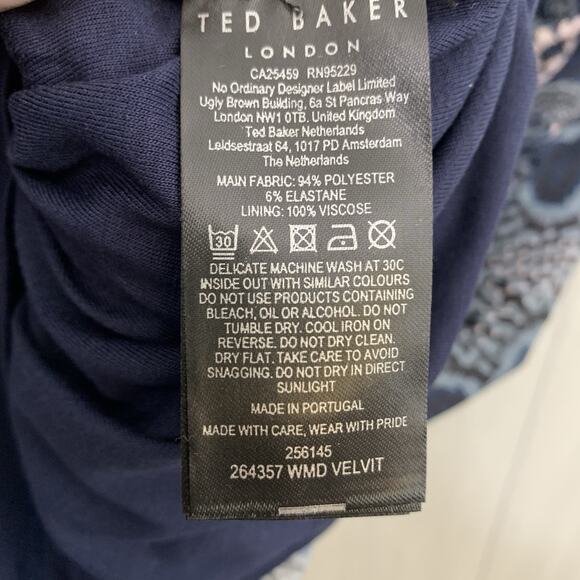 TED BAKER
LONDON
CA25459 RN95229
No Ordinary Designer Label Limited
Ugly Brown Building, 6a St Pancras Way
London NW1 0TB, United Kingdom
Ted Baker Netherlands
Leidsestraat 64, 1017 PD Amsterdam
The Netherlands
MAIN FABRIC: 94% POLYESTER
6% ELASTANE
LINING: 100% VISCOSE
30
DELICATE MACHINE WASH AT 30C
INSIDE OUT WITH SIMILAR COLOURS
DO NOT USE PRODUCTS CONTAINING
BLEACH, OIL OR ALCOHOL. DO NOT
TUMBLE DRY. COOL IRON ON
REVERSE. DO NOT DRY CLEAN.
DRY FLAT. TAKE CARE TO AVOID
SNAGGING. DO NOT DRY IN DIRECT
SUNLIGHT
MADE IN PORTUGAL
MADE WITH CARE, WEAR WITH PRIDE
256145
264357 WMD VELVIT